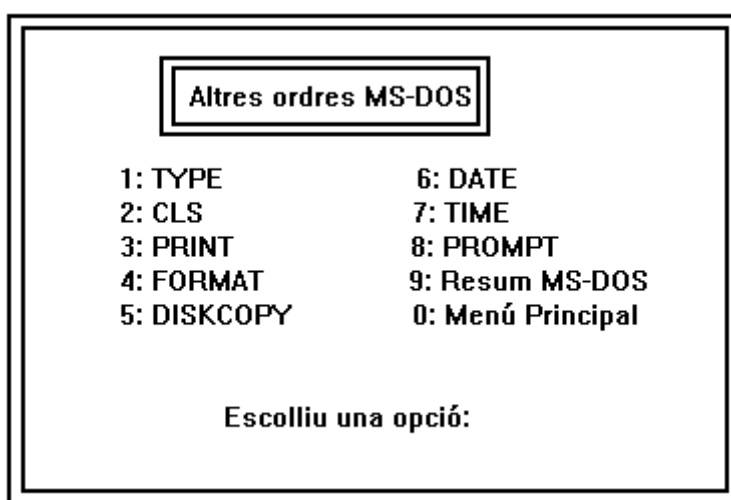 Altres ordres MS-DOS
1: TYPE 6: DATE
2: CLS 7: TIME
3: PRINT 8: PROMPT
4: FORMAT 9: Resum MS-DOS
5: DISKCOPY 0: Menú Principal
Escolliu una opció: